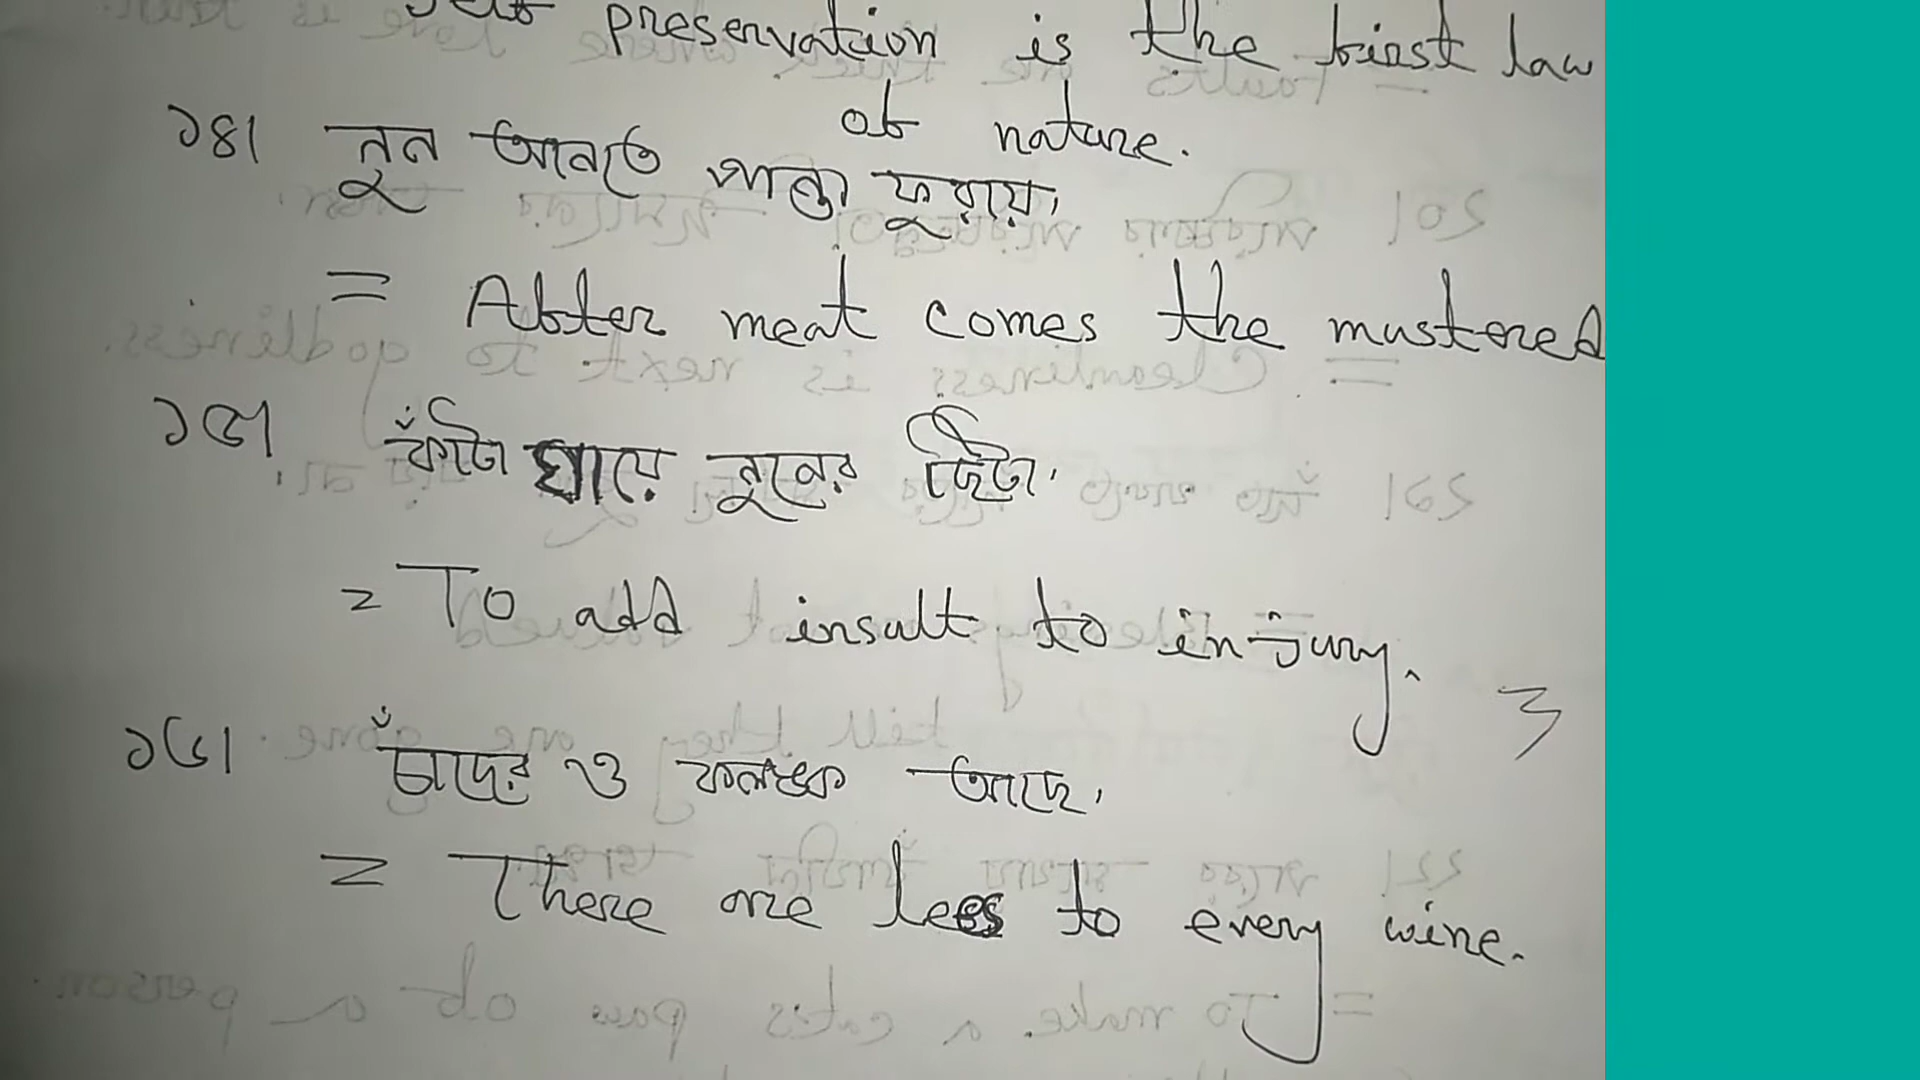 preservation is the first law
of nature.
১৪। নুন আনতে পান্তা ফুরায়।
= After meat comes the mustered
১৫। কাঁটা ঘায়ে নুনের ছিটা।
= To add insult to injury.
১৬। চাঁদের ও কলঙ্ক আছে।
= There are lees to every wine.